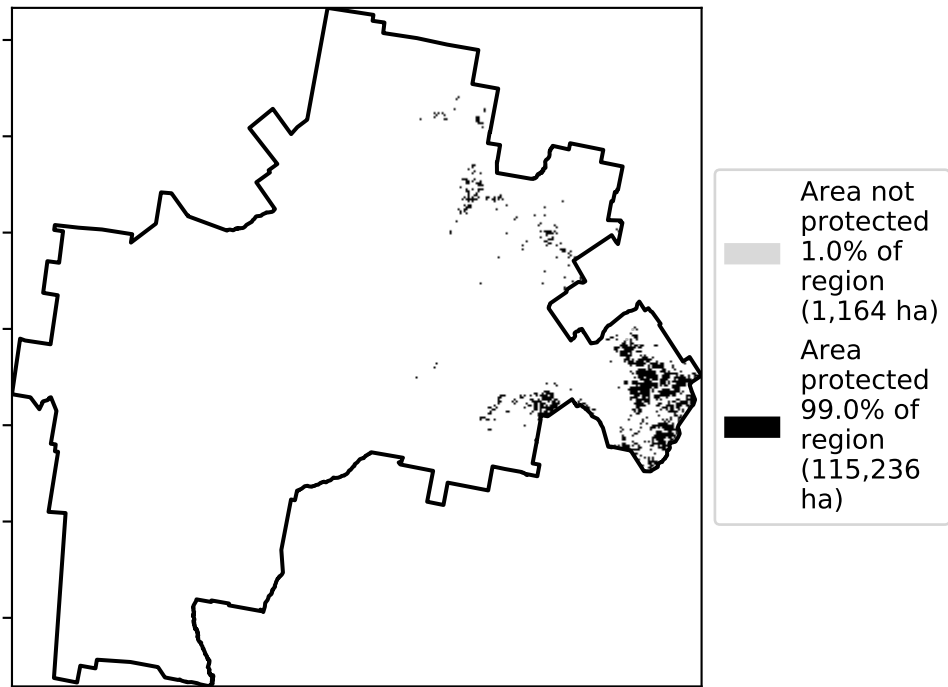 Area not
protected
1.0% of
region
(1,164 ha)
Area
protected
99.0% of
region
(115,236
ha)